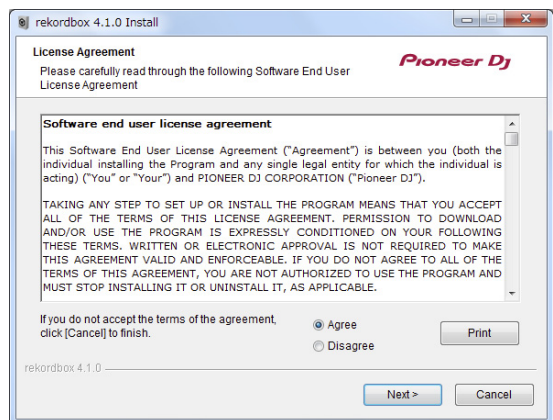 rekordbox 4.1.0 Install
License Agreement
Please carefully read through the following Software End User
License Agreement
Pioneer Dj
Software end user license agreement
This Software End User License Agreement (“Agreement”) is between you (both the
individual installing the Program and any single legal entity for which the individual is
acting) (“You” or “Your”) and PIONEER DJ CORPORATION (“Pioneer DJ”).
TAKING ANY STEP TO SET UP OR INSTALL THE PROGRAM MEANS THAT YOU ACCEPT
ALL OF THE TERMS OF THIS LICENSE AGREEMENT. PERMISSION TO DOWNLOAD
AND/OR USE THE PROGRAM IS EXPRESSLY CONDITIONED ON YOUR FOLLOWING
THESE TERMS. WRITTEN OR ELECTRONIC APPROVAL IS NOT REQUIRED TO MAKE
THIS AGREEMENT VALID AND ENFORCEABLE. IF YOU DO NOT AGREE TO ALL OF THE
TERMS OF THIS AGREEMENT, YOU ARE NOT AUTHORIZED TO USE THE PROGRAM AND
MUST STOP INSTALLING IT OR UNINSTALL IT, AS APPLICABLE.
If you do not accept the terms of the agreement,
click [Cancel] to finish.
Agree
Disagree
Print
rekordbox 4.1.0
Next >
Cancel